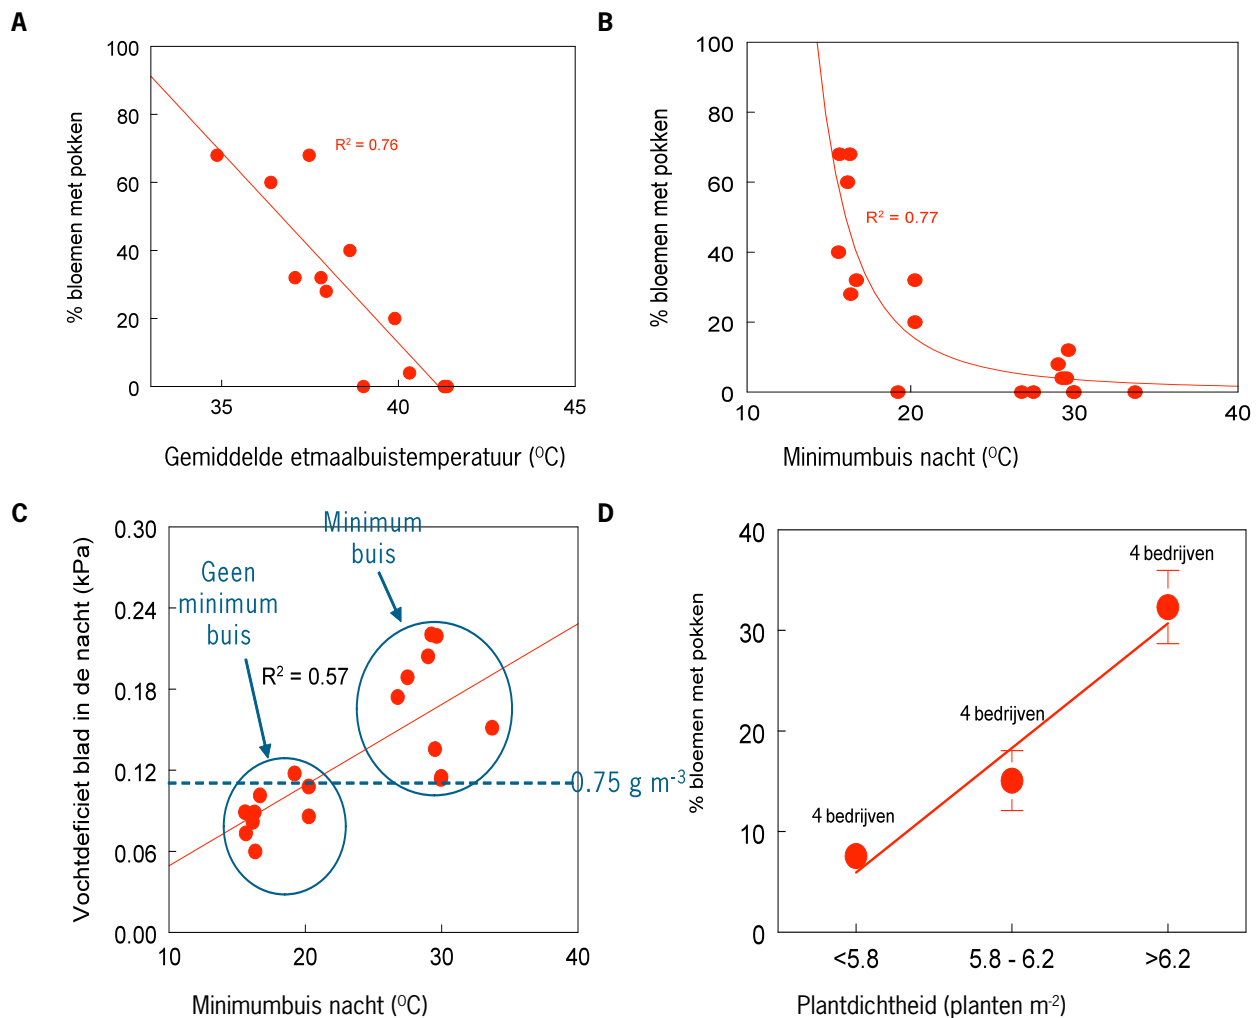 A
100
80
60
40
20
0
35
40
45
% bloemen met pokken
R² = 0.76
Gemiddelde etmaalbuistemperatuur (⁰C)
B
100
80
60
40
20
0
10
20
30
40
% bloemen met pokken
R² = 0.77
Minimumbuis nacht (⁰C)
C
0.30
0.24
0.18
0.12
0.06
0.00
10
20
30
40
Vochtdeficiet blad in de nacht (kPa)
Minimum
buis
Geen
minimum
buis
R² = 0.57
0.75 g m⁻³
Minimumbuis nacht (⁰C)
D
40
30
20
10
0
<5.8
5.8 - 6.2
>6.2
% bloemen met pokken
4 bedrijven
4 bedrijven
4 bedrijven
Plantdichtheid (planten m⁻²)